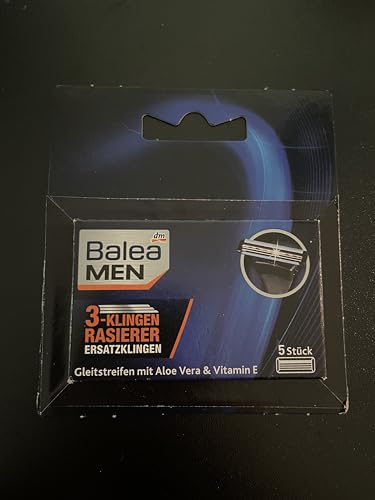 dm
Balea
MEN
3-KLINGEN
RASIERER
ERSATZKLINGEN
5 Stück
Gleitstreifen mit Aloe Vera & Vitamin E